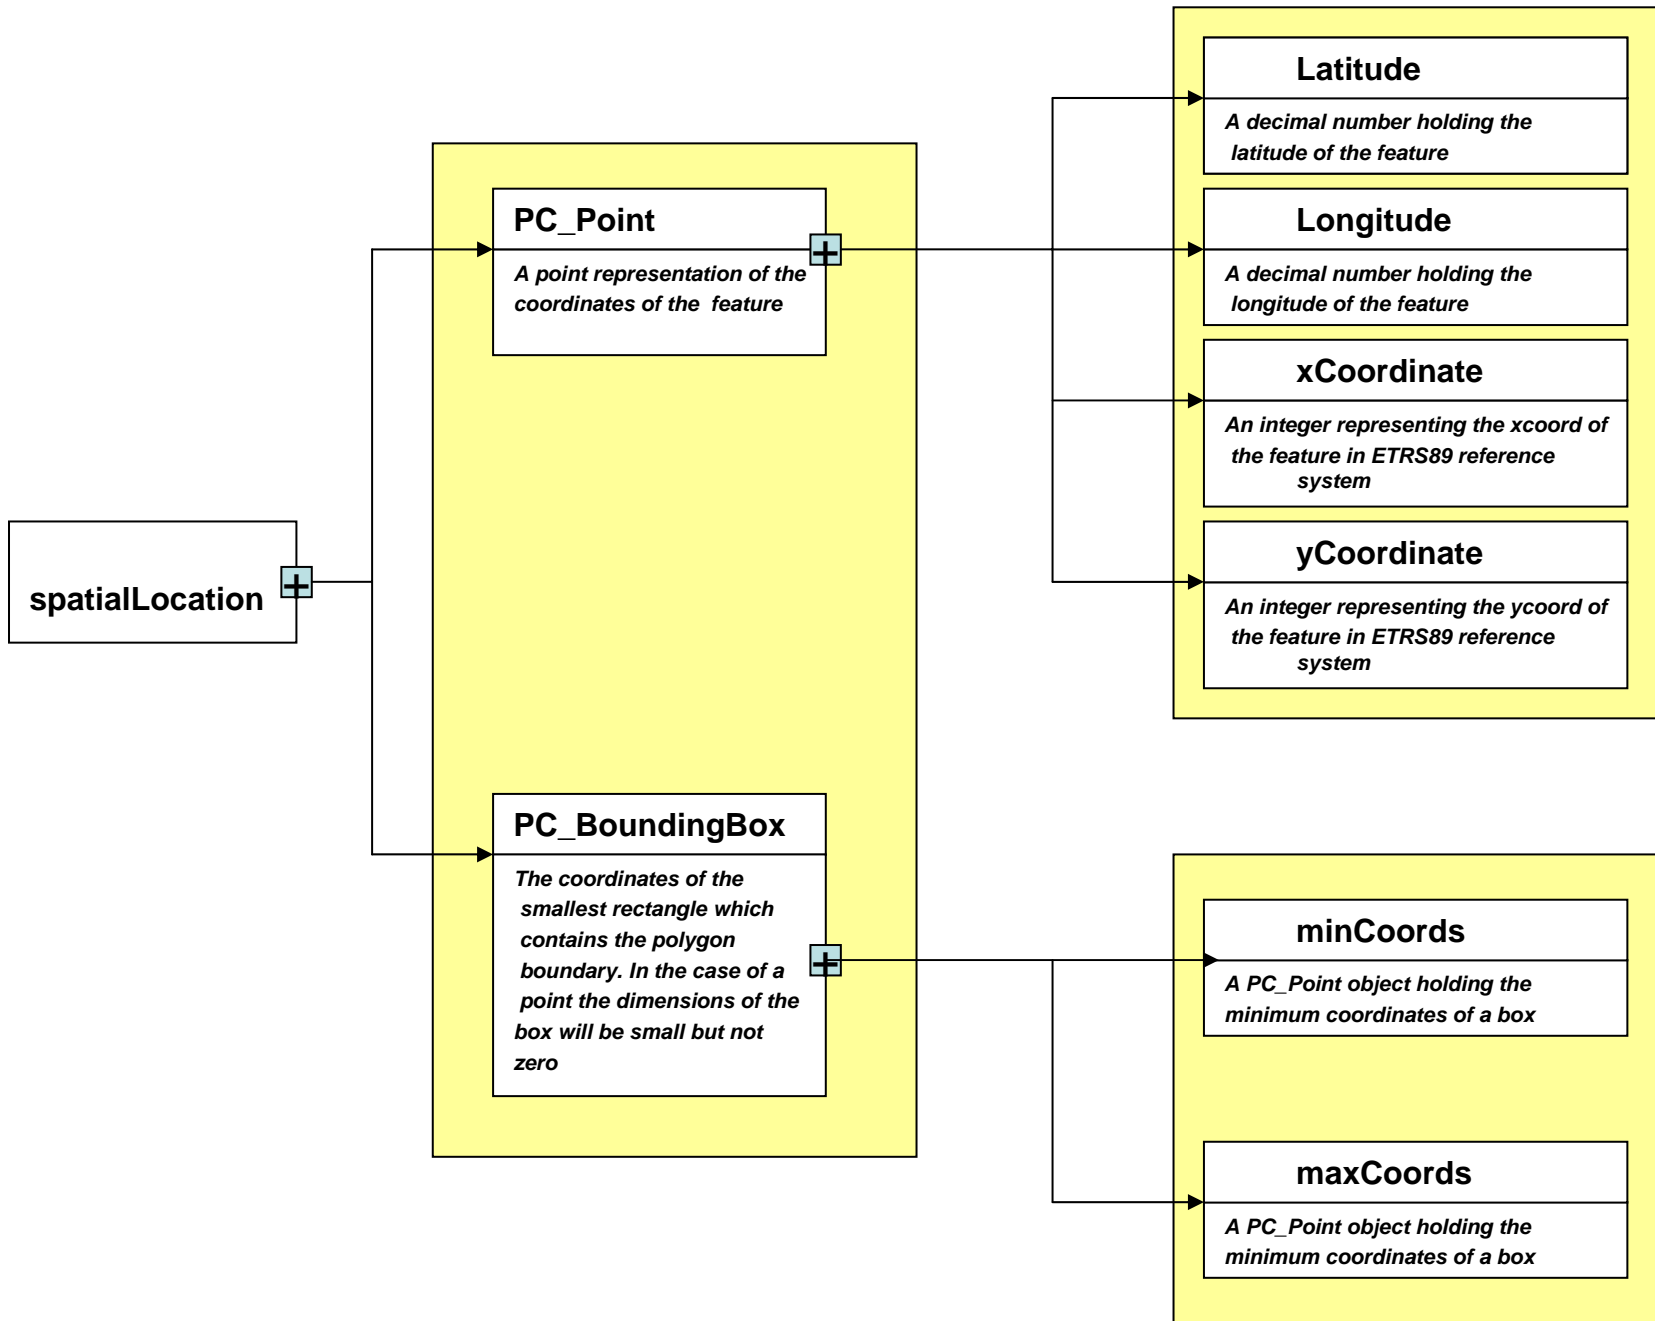 spatialLocation
PC_Point
A point representation of the
coordinates of the feature
PC_BoundingBox
The coordinates of the
smallest rectangle which
contains the polygon
boundary. In the case of a
point the dimensions of the
box will be small but not
zero
Latitude
A decimal number holding the
latitude of the feature
Longitude
A decimal number holding the
longitude of the feature
xCoordinate
An integer representing the xcoord of
the feature in ETRS89 reference
system
yCoordinate
An integer representing the ycoord of
the feature in ETRS89 reference
system
minCoords
A PC_Point object holding the
minimum coordinates of a box
maxCoords
A PC_Point object holding the
minimum coordinates of a box